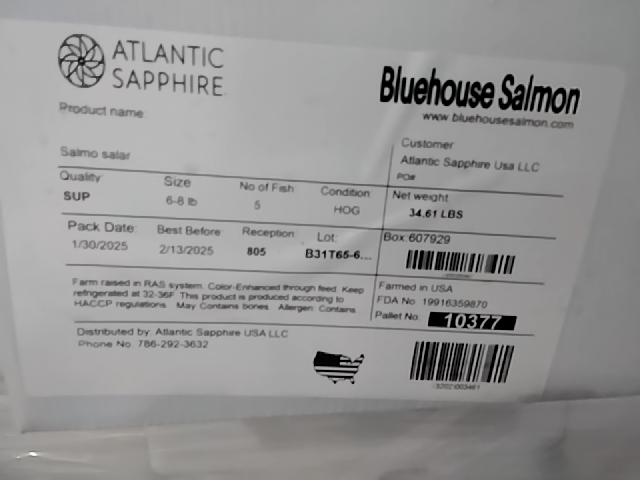 ATLANTIC
SAPPHIRE
Bluehouse Salmon
www.bluehousesalmon.com
Product name:
Salmo salar
Customer
Atlantic Sapphire Usa LLC
PO#
Quality
SUP
Size
6-8 lb
No of Fish
5
Condition
HOG
Net weight
34.61 LBS
Pack Date:
1/30/2025
Best Before:
2/13/2025
Reception
805
Lot:
B31T65-6...
Box:607929
Farm raised in RAS system. Color-Enhanced through feed. Keep
refrigerated at 32-36F. This product is produced according to
HACCP regulations. May Contains bones. Allergen: Contains
Farmed in USA
FDA No 19916359870
Pallet No. 10377
Distributed by: Atlantic Sapphire USA LLC
Phone No. 786-292-3632